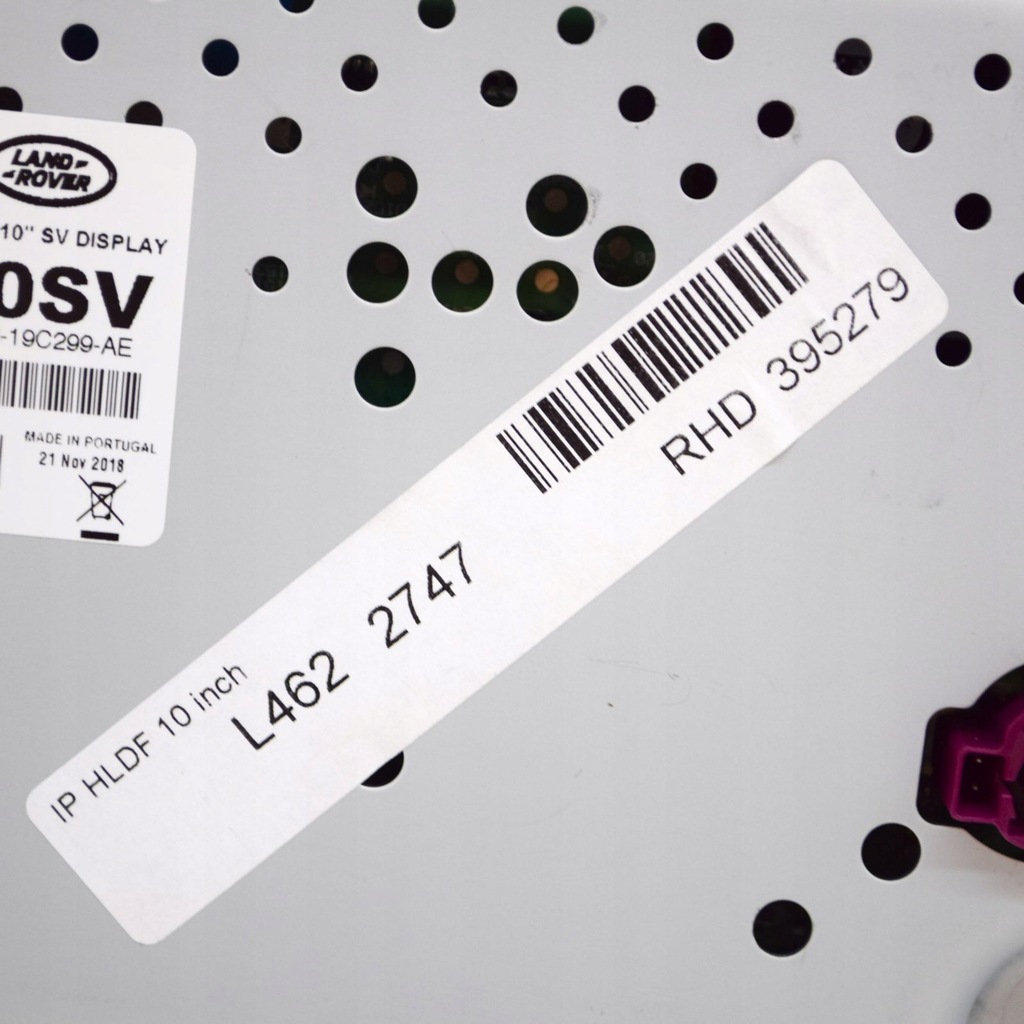 LAND ROVER
10" SV DISPLAY
0SV
-19C299-AE
MADE IN PORTUGAL
21 Nov 2018
RHD 395279
L462 2747
IP HLDF 10 inch